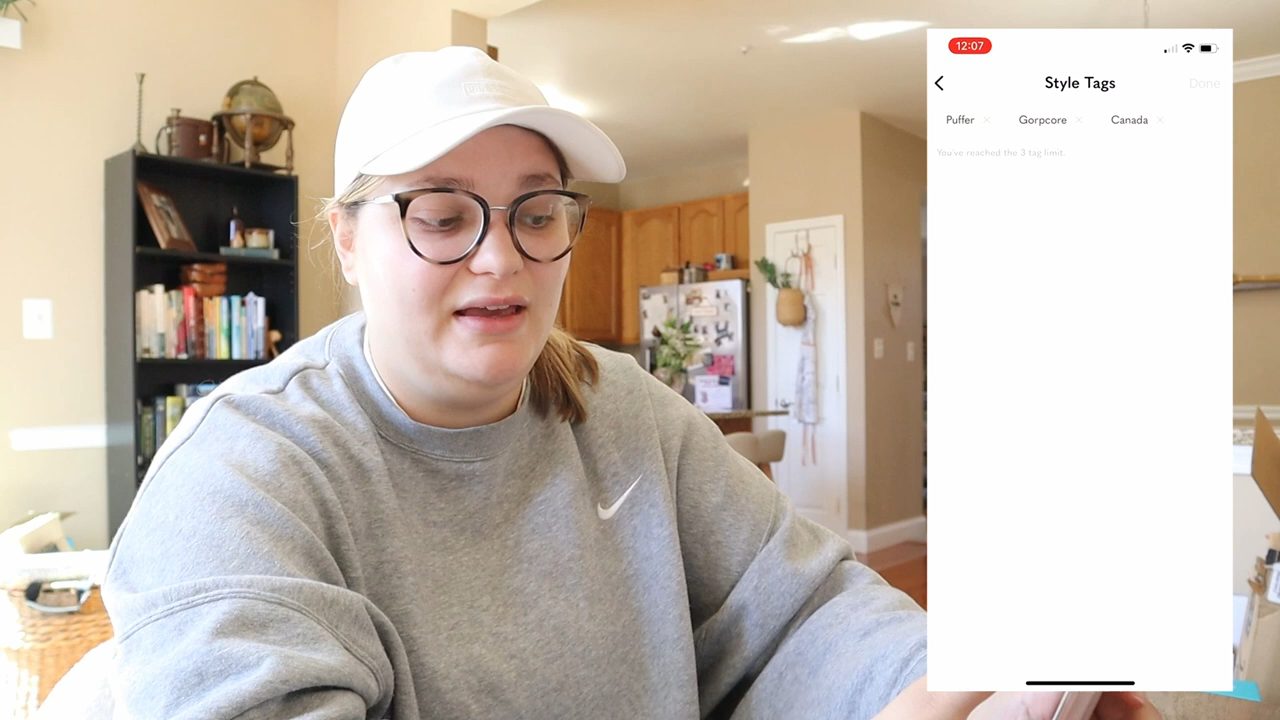 12:07
Style Tags
Done
Puffer × Gorpcore × Canada ×
You've reached the 3 tag limit.